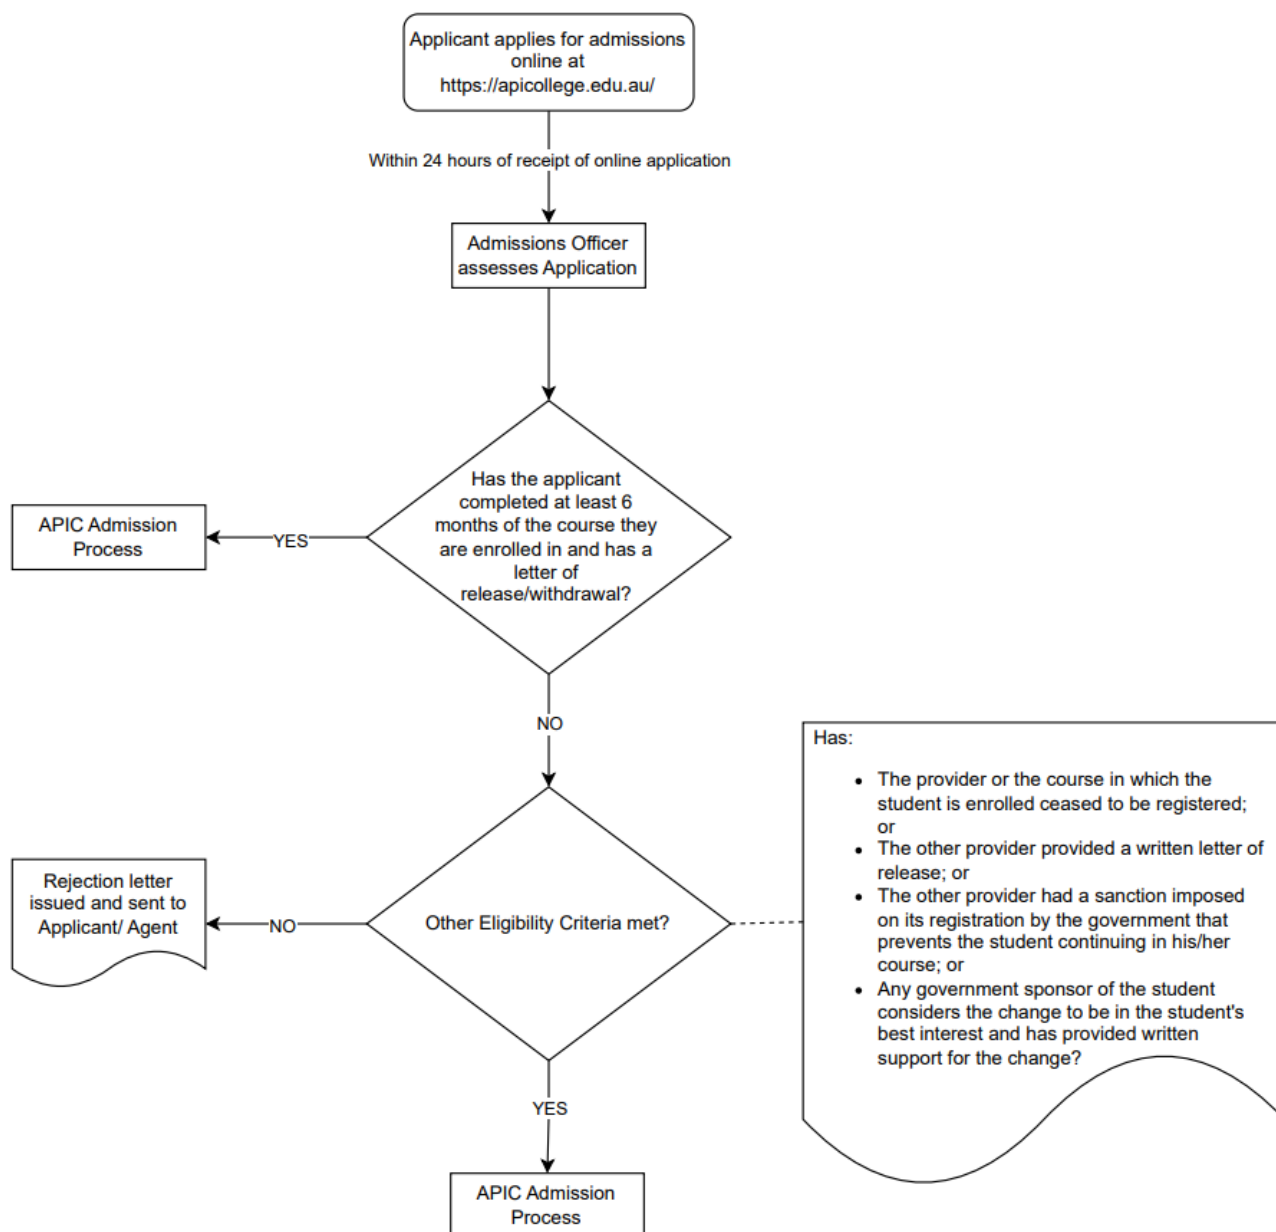 Applicant applies for admissions
online at
https://apicollege.edu.au/
Within 24 hours of receipt of online application
Admissions Officer
assesses Application
Has the applicant
completed at least 6
months of the course they
are enrolled in and has a
letter of
release/withdrawal?
YES
APIC Admission
Process
NO
Other Eligibility Criteria met?
NO
Rejection letter
issued and sent to
Applicant/ Agent
Has:
• The provider or the course in which the
student is enrolled ceased to be registered;
or
• The other provider provided a written letter of
release; or
• The other provider had a sanction imposed
on its registration by the government that
prevents the student continuing in his/her
course; or
• Any government sponsor of the student
considers the change to be in the student's
best interest and has provided written
support for the change?
YES
APIC Admission
Process